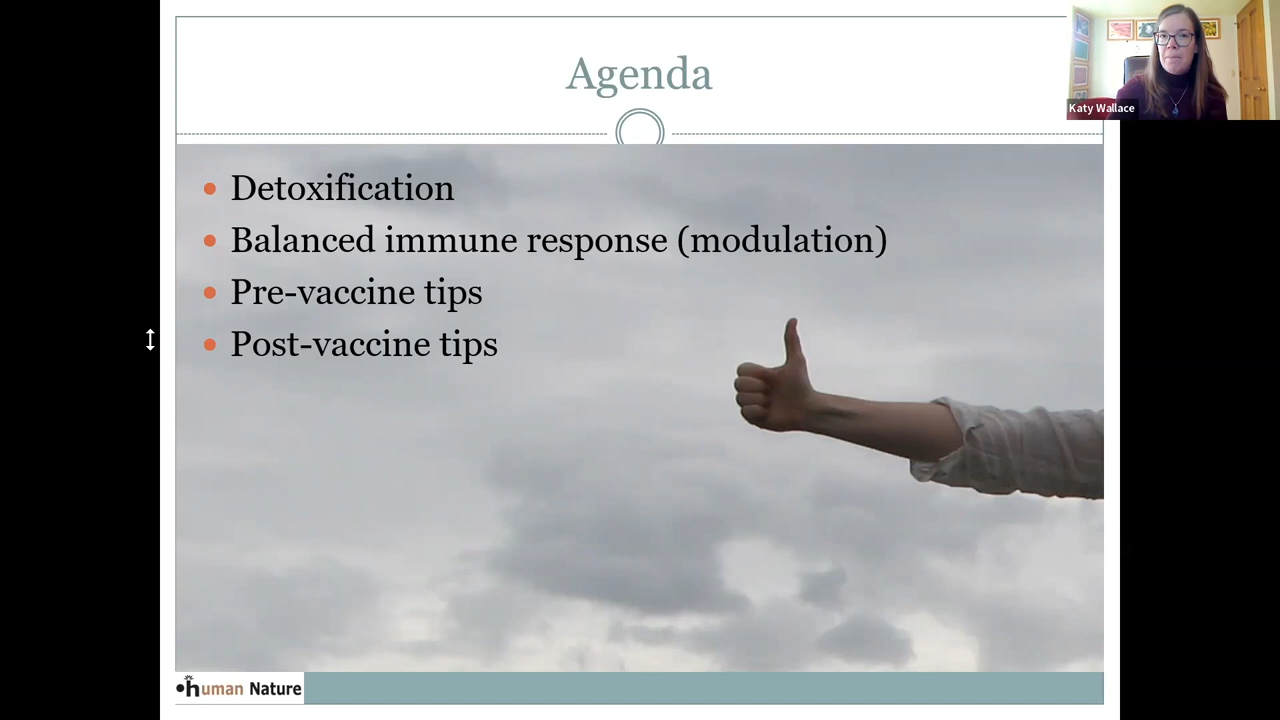 Agenda
Katy Wallace
Detoxification
Balanced immune response (modulation)
Pre-vaccine tips
Post-vaccine tips
human Nature